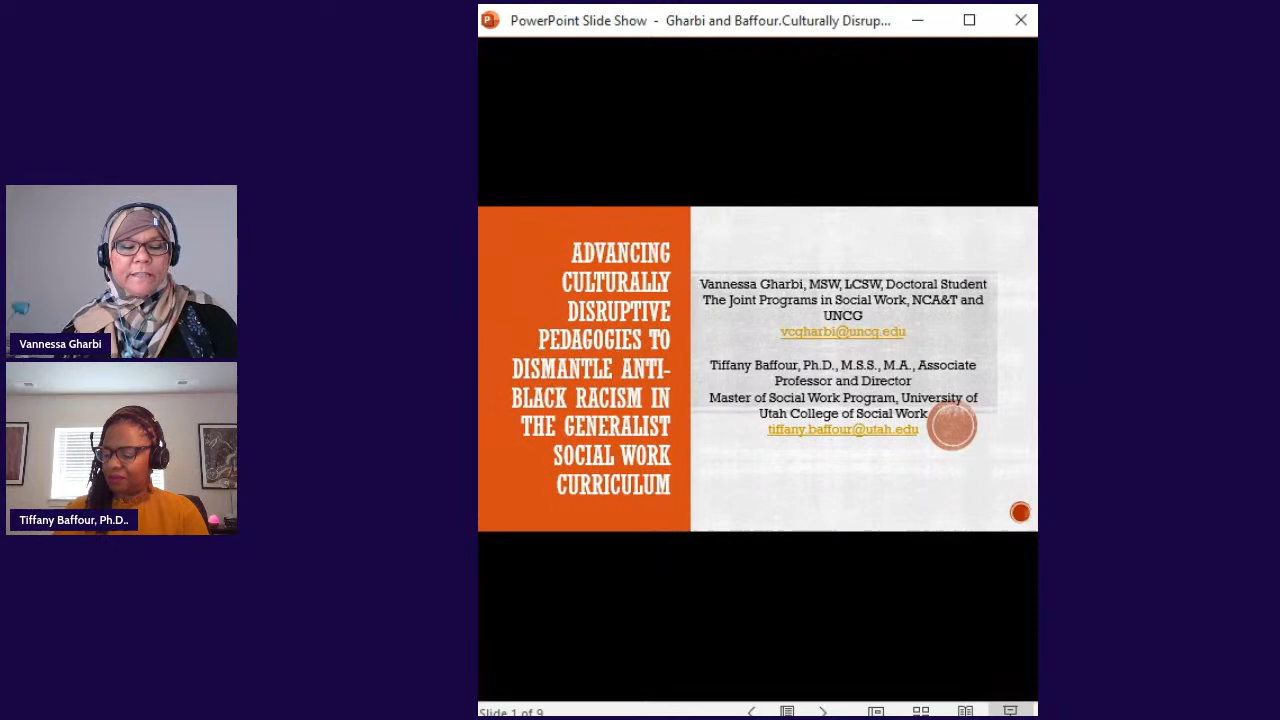 PowerPoint Slide Show - Gharbi and Baffour.Culturally Disrup...
ADVANCING
CULTURALLY
DISRUPTIVE
PEDAGOGIES TO
DISMANTLE ANTI-
BLACK RACISM IN
THE GENERALIST
SOCIAL WORK
CURRICULUM
Vannessa Gharbi, MSW, LCSW, Doctoral Student
The Joint Programs in Social Work, NCA&T and
UNCG
vcgharbi@uncg.edu
Tiffany Baffour, Ph.D., M.S.S., M.A., Associate
Professor and Director
Master of Social Work Program, University of
Utah College of Social Work
tiffany.baffour@utah.edu
Vannessa Gharbi
Tiffany Baffour, Ph.D..
Slide 1 of 9